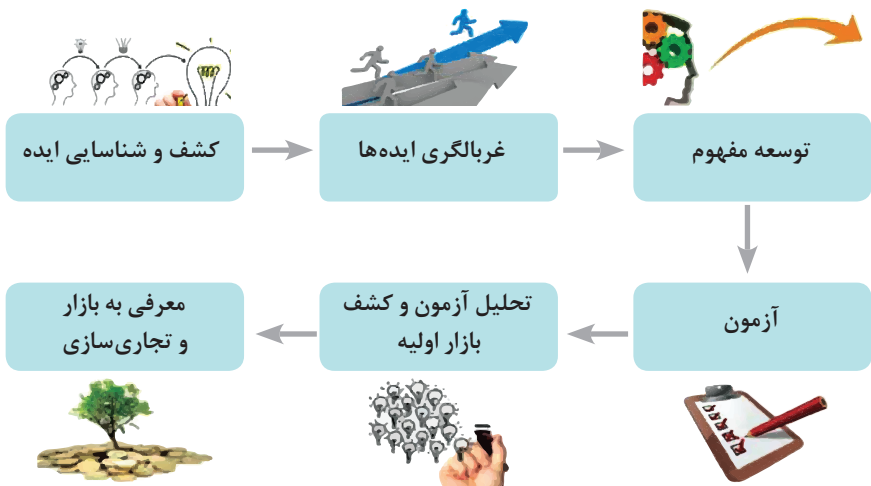 کشف و شناسایی ایده
غربالگری ایده‌ها
توسعه مفهوم
آزمون
تحلیل آزمون و کشف
بازار اولیه
معرفی به بازار
و تجاری‌سازی